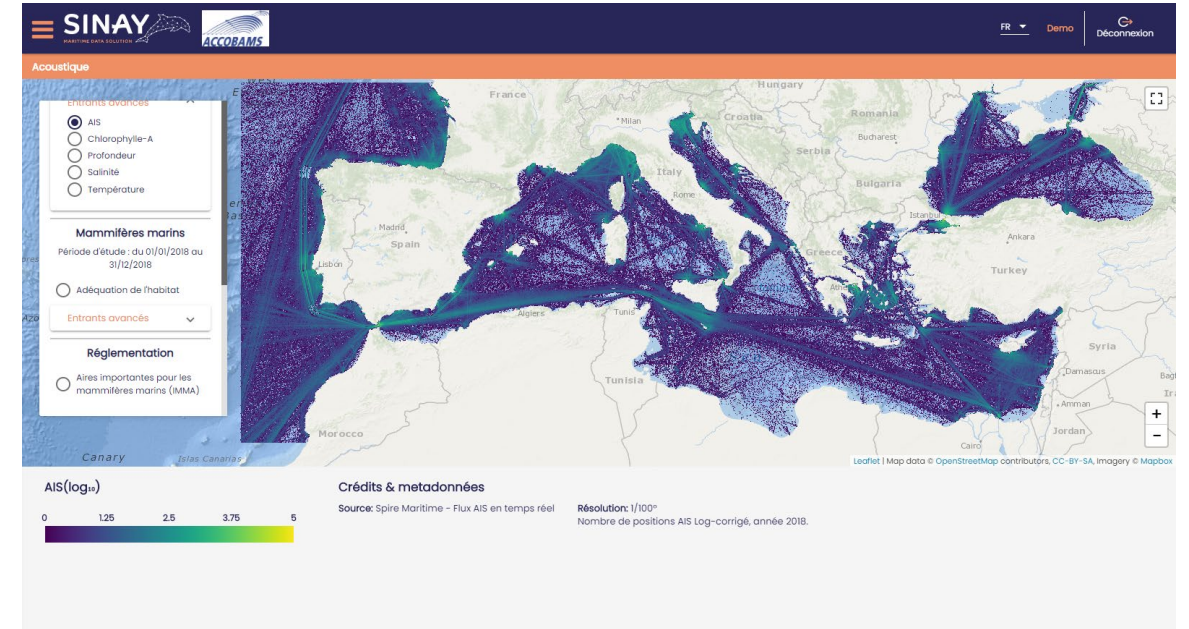 SINAY
MARITIME DATA SOLUTION
ACCOBAMS
FR
Demo
Déconnexion
Acoustique
Entrants avancés
AIS
Chlorophylle-A
Profondeur
Salinité
Température
Mammifères marins
Période d'étude : du 01/01/2018 au
31/12/2018
Adéquation de l'habitat
Entrants avancés
Réglementation
Aires importantes pour les
mammifères marins (IMMA)
France
Hungary
Milan
Croatia
Romania
Bucharest
Serbia
Italy
Rome
Bulgaria
Istanbul
Madrid
Spain
Lisbon
Ankara
Greece
Turkey
Algiers
Tunis
Syria
Tunisia
Damascus
Amman
Morocco
Jordan
Cairo
Canary
Islas Canarias
+
-
Leaflet | Map data © OpenStreetMap contributors, CC-BY-SA, Imagery © Mapbox
AIS(log₁₀)
0 1.25 2.5 3.75 5
Crédits & metadonnées
Source: Spire Maritime - Flux AIS en temps réel
Résolution: 1/100°
Nombre de positions AIS Log-corrigé, année 2018.